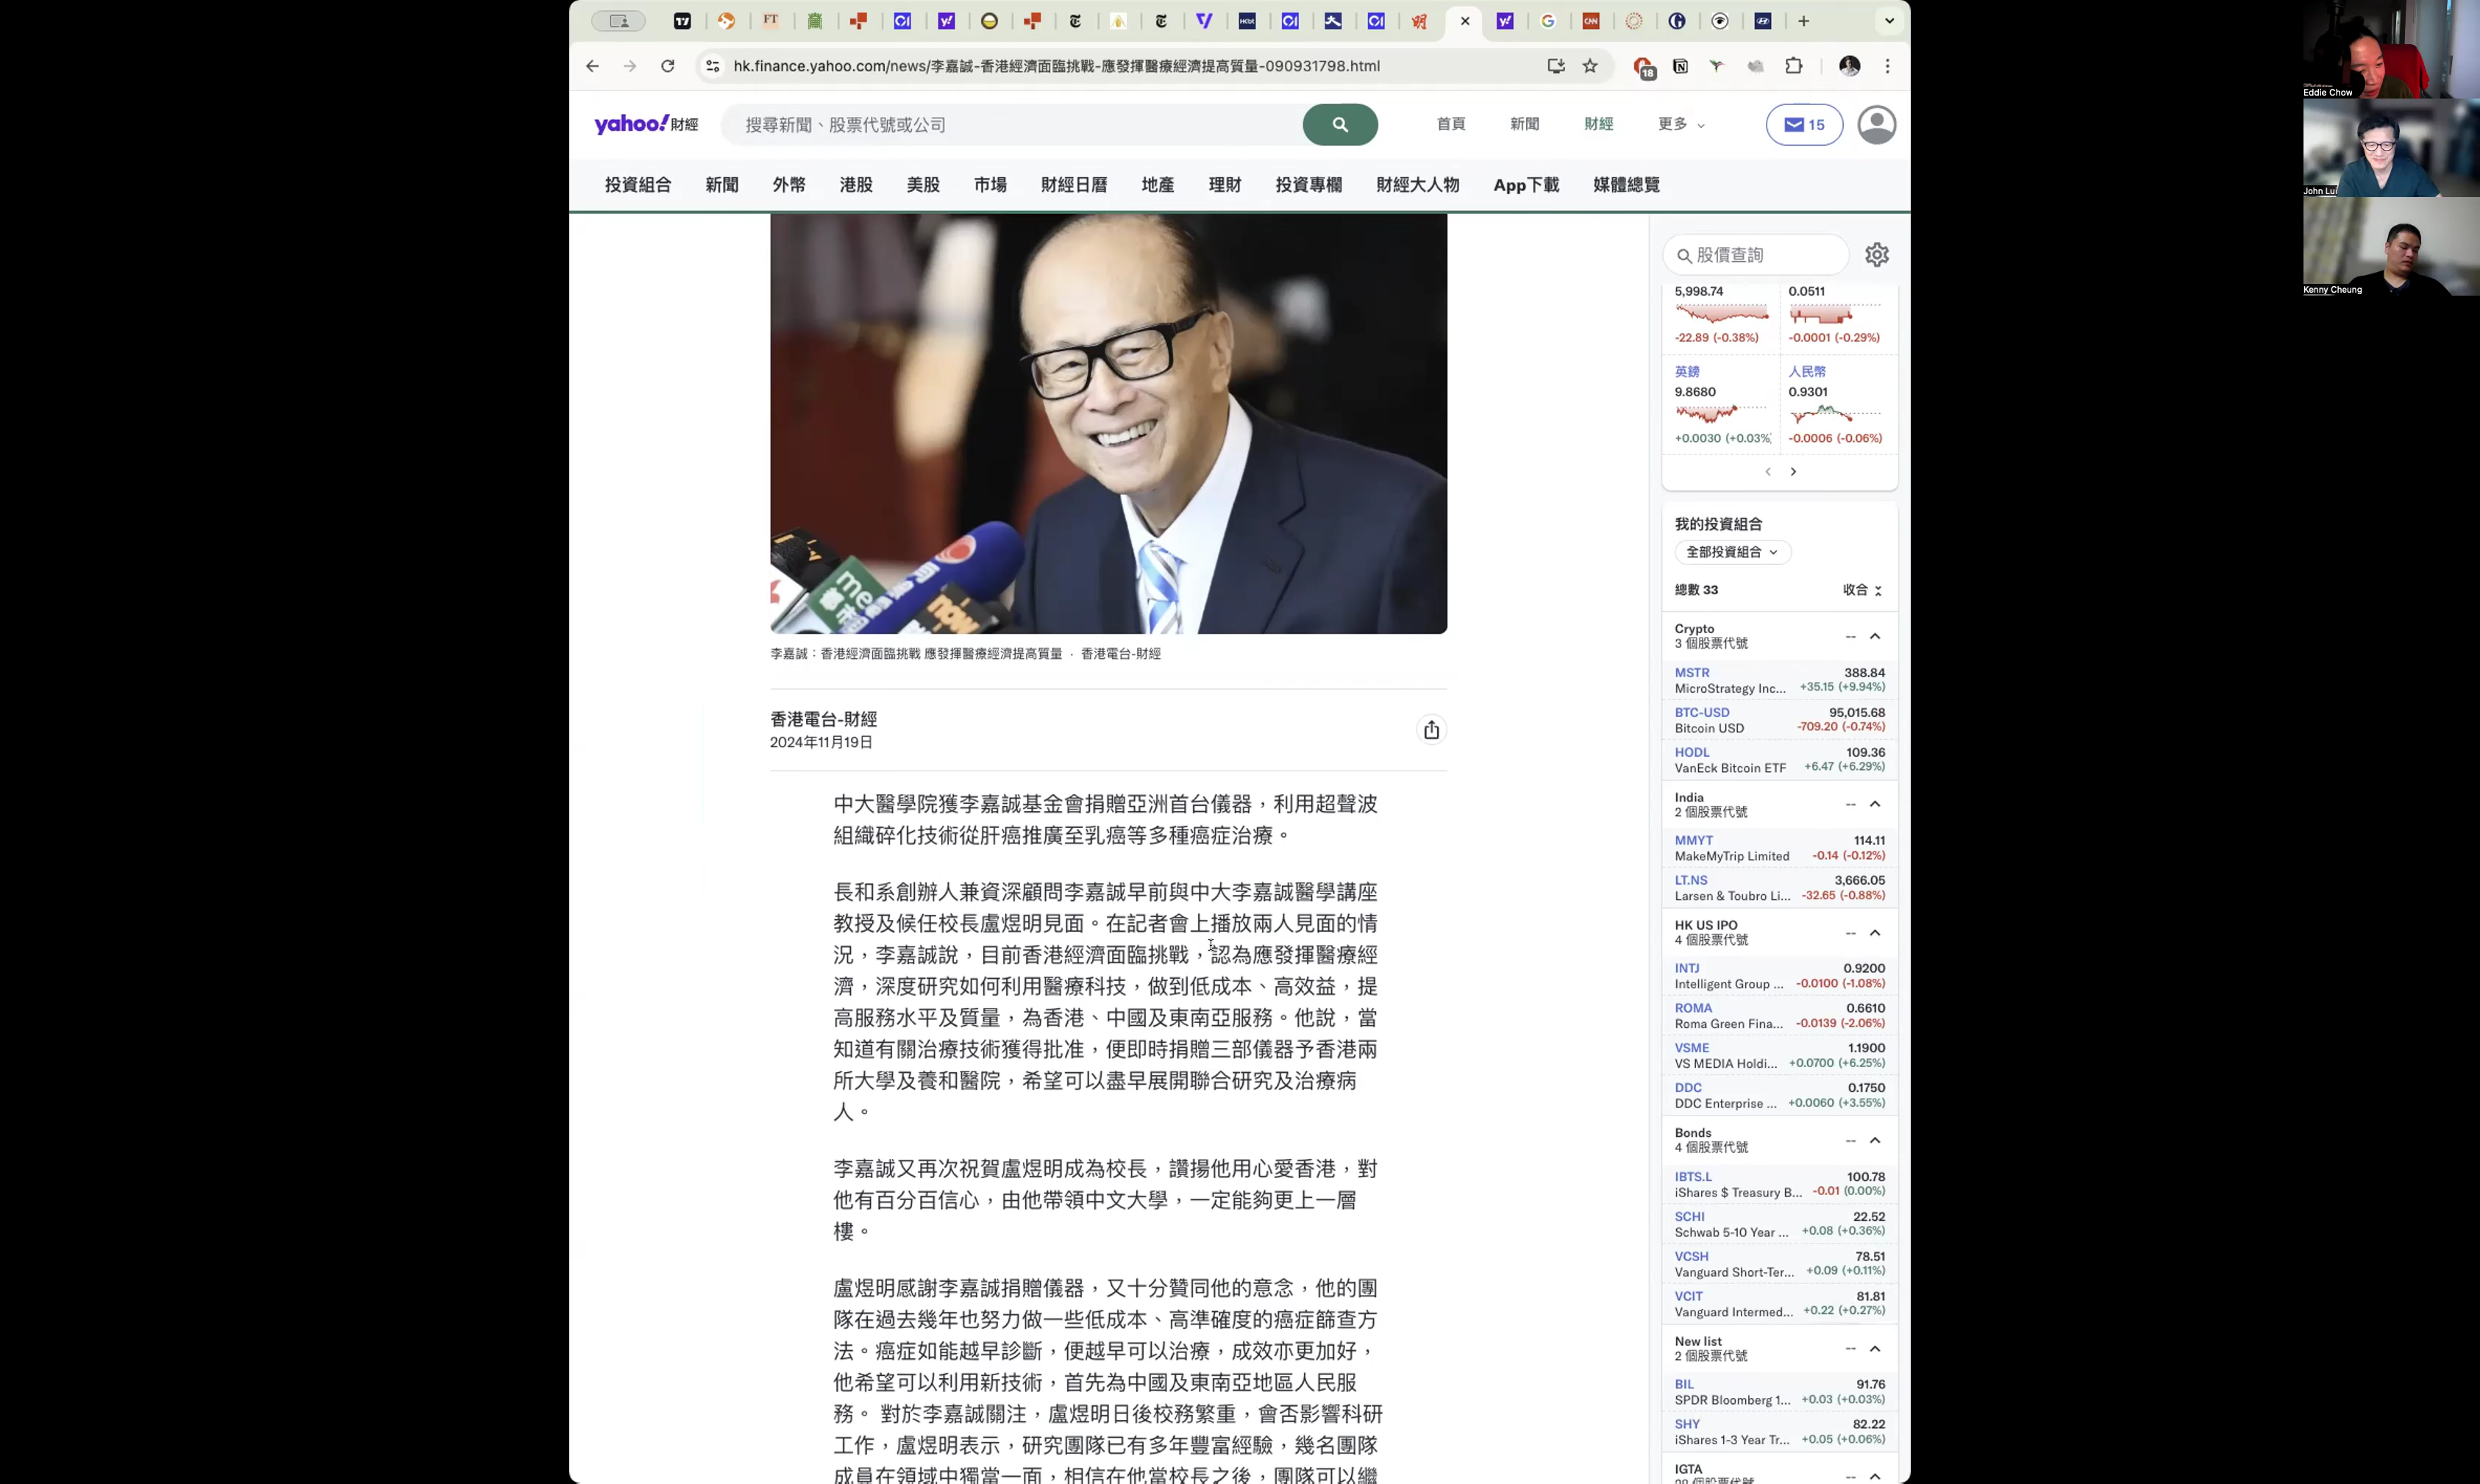 hk.finance.yahoo.com/news/李嘉誠-香港經濟面臨挑戰-應發揮醫療經濟提高質量-090931798.html
18
yahoo!財經
搜尋新聞、股票代號或公司
首頁 新聞 財經 更多
15
投資組合 新聞 外幣 港股 美股 市場 財經日曆 地產 理財 投資專欄 財經大人物 App下載 媒體總覽
李嘉誠：香港經濟面臨挑戰 應發揮醫療經濟提高質量 · 香港電台-財經
香港電台-財經
2024年11月19日
中大醫學院獲李嘉誠基金會捐贈亞洲首台儀器，利用超聲波
組織碎化技術從肝癌推廣至乳癌等多種癌症治療。
長和系創辦人兼資深顧問李嘉誠早前與中大李嘉誠醫學講座
教授及候任校長盧煜明見面。在記者會上播放兩人見面的情
況，李嘉誠說，目前香港經濟面臨挑戰，認為應發揮醫療經
濟，深度研究如何利用醫療科技，做到低成本、高效益，提
高服務水平及質量，為香港、中國及東南亞服務。他說，當
知道有關治療技術獲得批准，便即時捐贈三部儀器予香港兩
所大學及養和醫院，希望可以盡早展開聯合研究及治療病
人。
李嘉誠又再次祝賀盧煜明成為校長，讚揚他用心愛香港，對
他有百分百信心，由他帶領中文大學，一定能夠更上一層
樓。
盧煜明感謝李嘉誠捐贈儀器，又十分贊同他的意念，他的團
隊在過去幾年也努力做一些低成本、高準確度的癌症篩查方
法。癌症如能越早診斷，便越早可以治療，成效亦更加好，
他希望可以利用新技術，首先為中國及東南亞地區人民服
務。 對於李嘉誠關注，盧煜明日後校務繁重，會否影響科研
工作，盧煜明表示，研究團隊已有多年豐富經驗，幾名團隊
成員在領域中獨當一面，相信在他當校長之後，團隊可以繼
股價查詢
5,998.74 0.0511
-22.89 (-0.38%) -0.0001 (-0.29%)
英鎊 人民幣
9.8680 0.9301
+0.0030 (+0.03% -0.0006 (-0.06%)
我的投資組合
全部投資組合
總數 33 收合
Crypto --
3 個股票代號
MSTR 388.84
MicroStrategy Inc... +35.15 (+9.94%)
BTC-USD 95,015.68
Bitcoin USD -709.20 (-0.74%)
HODL 109.36
VanEck Bitcoin ETF +6.47 (+6.29%)
India --
2 個股票代號
MMYT 114.11
MakeMyTrip Limited -0.14 (-0.12%)
LT.NS 3,666.05
Larsen & Toubro Li... -32.65 (-0.88%)
HK US IPO --
4 個股票代號
INTJ 0.9200
Intelligent Group ... -0.0100 (-1.08%)
ROMA 0.6610
Roma Green Fina... -0.0139 (-2.06%)
VSME 1.1900
VS MEDIA Holdi... +0.0700 (+6.25%)
DDC 0.1750
DDC Enterprise ... +0.0060 (+3.55%)
Bonds --
4 個股票代號
IBTS.L 100.78
iShares $ Treasury B... -0.01 (0.00%)
SCHI 22.52
Schwab 5-10 Year ... +0.08 (+0.36%)
VCSH 78.51
Vanguard Short-Ter... +0.09 (+0.11%)
VCIT 81.81
Vanguard Intermed... +0.22 (+0.27%)
New list --
2 個股票代號
BIL 91.76
SPDR Bloomberg 1... +0.03 (+0.03%)
SHY 82.22
iShares 1-3 Year Tr... +0.05 (+0.06%)
IGTA --
Eddie Chow
John Lui
Kenny Cheung